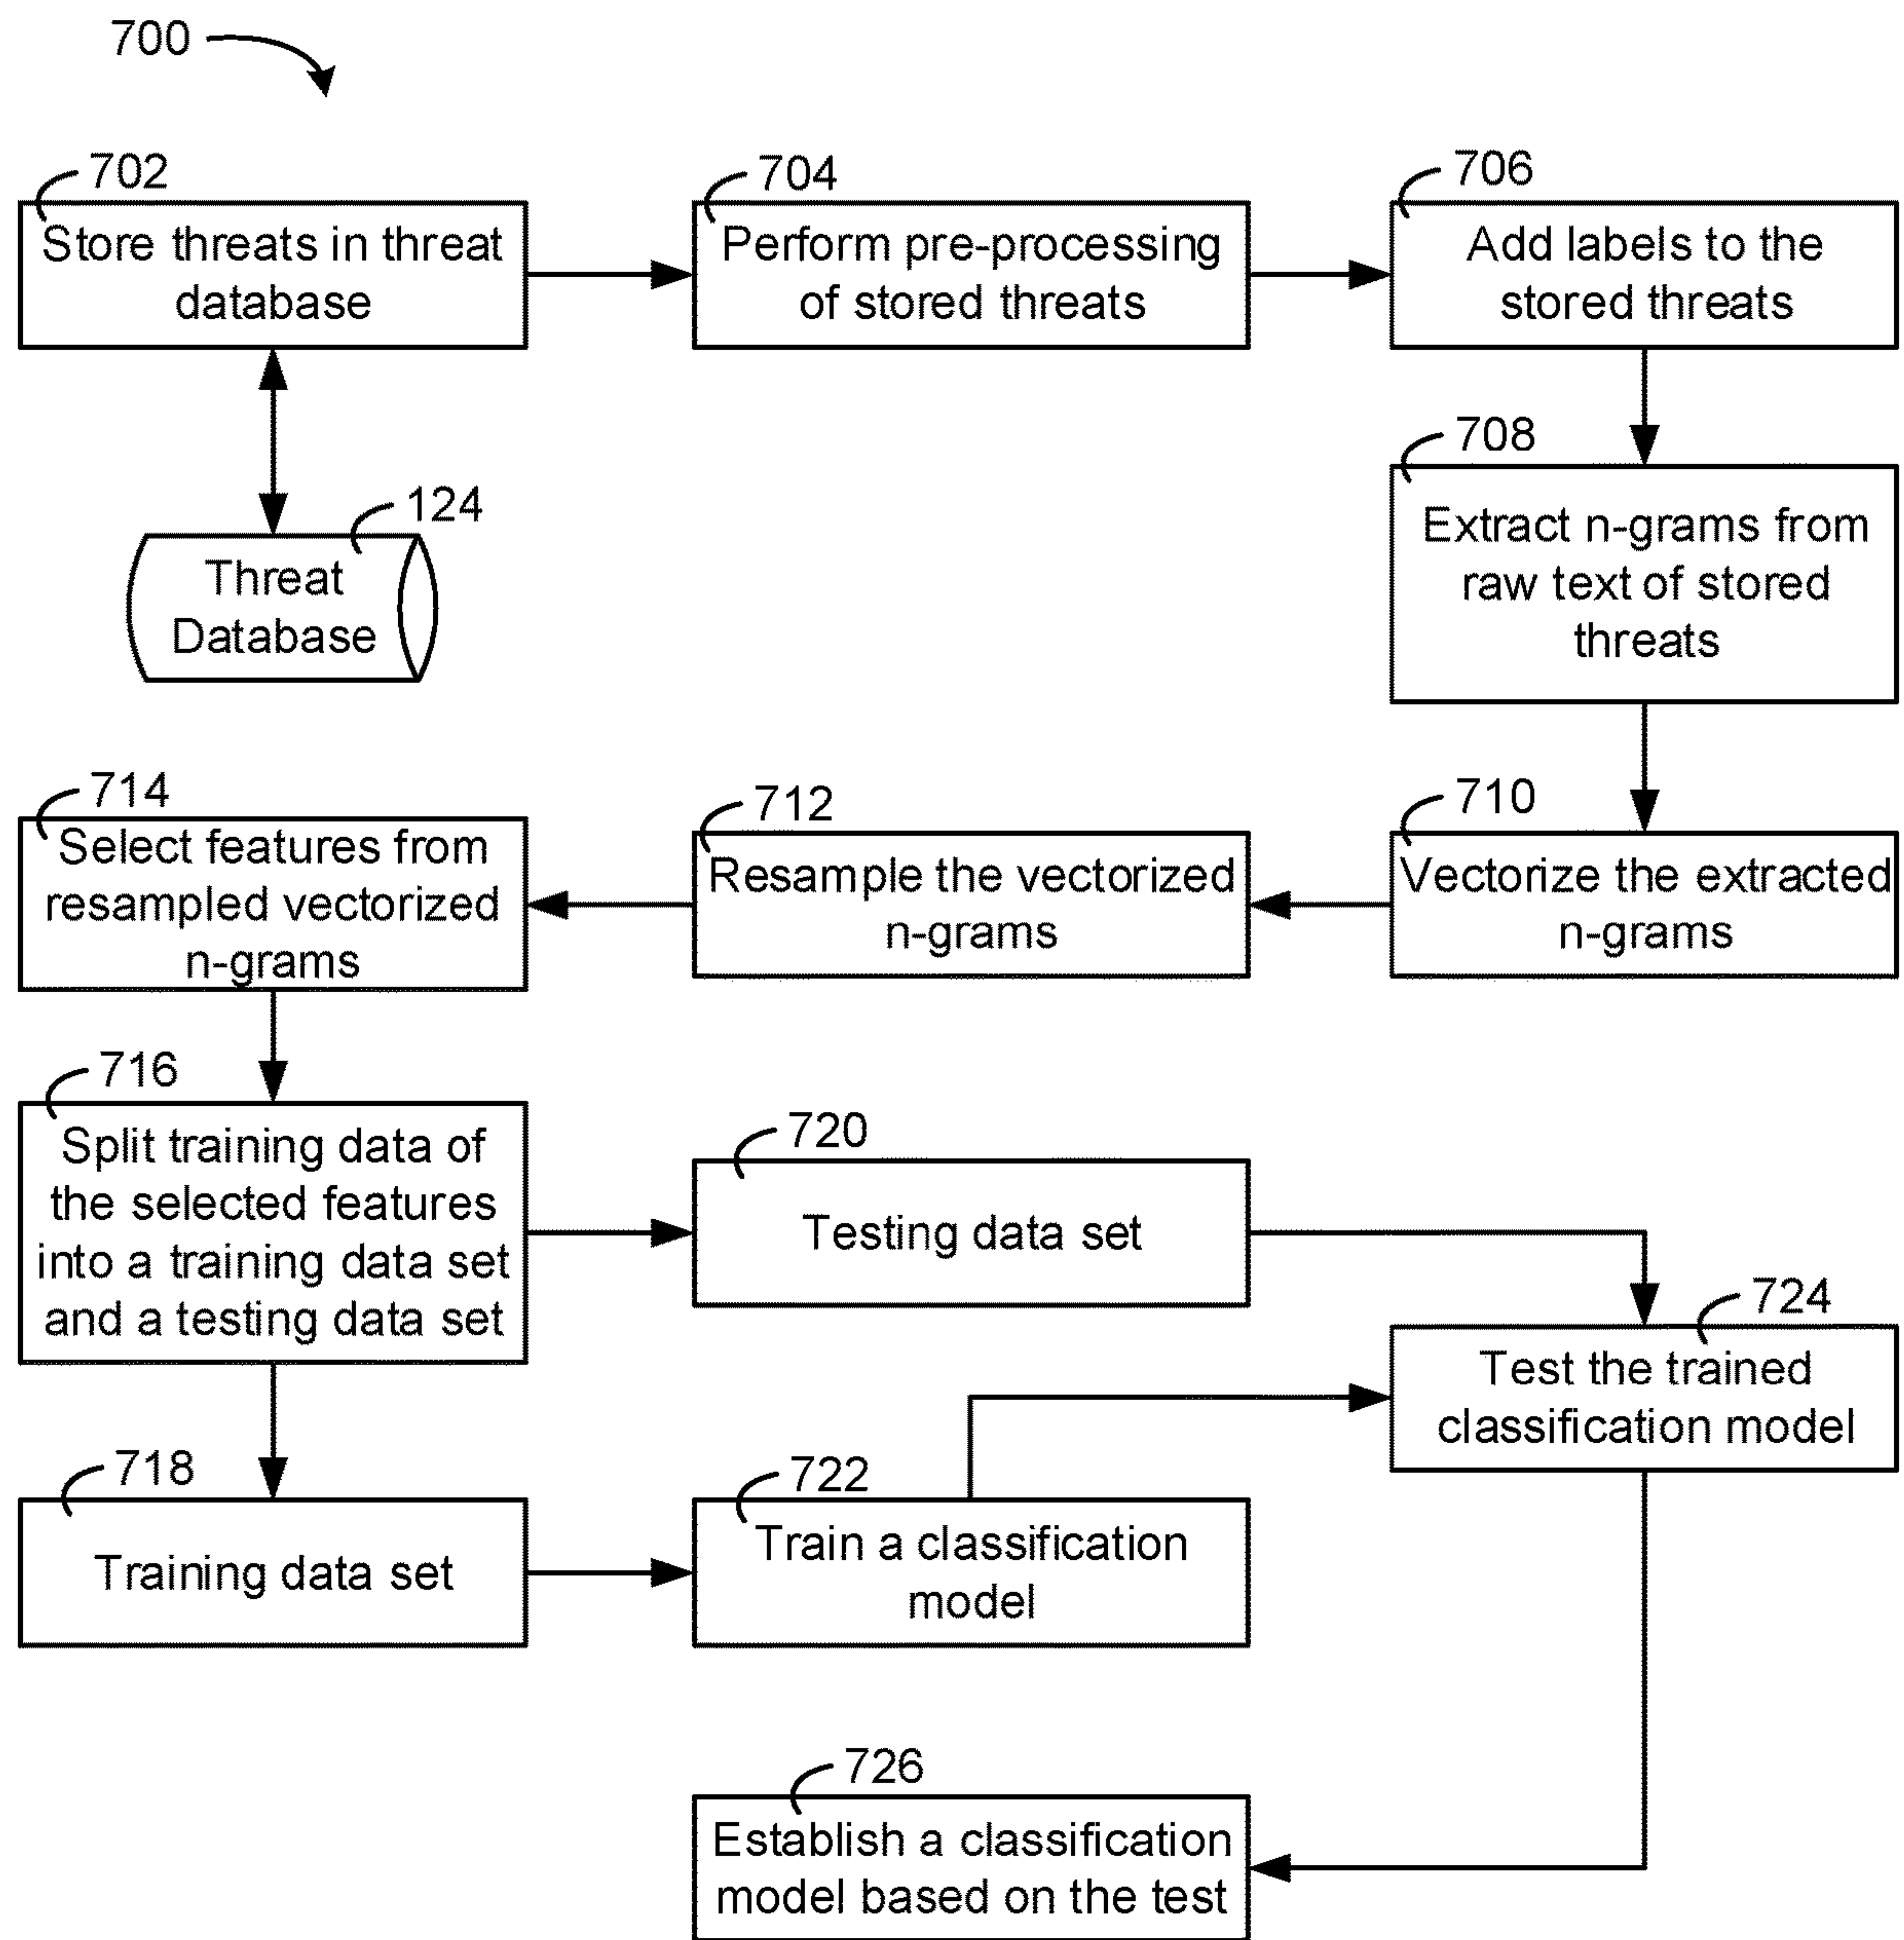 700
702
Store threats in threat
database
704
Perform pre-processing
of stored threats
706
Add labels to the
stored threats
124
Threat
Database
708
Extract n-grams from
raw text of stored
threats
710
Vectorize the extracted
n-grams
712
Resample the vectorized
n-grams
714
Select features from
resampled vectorized
n-grams
716
Split training data of
the selected features
into a training data set
and a testing data set
720
Testing data set
718
Training data set
722
Train a classification
model
724
Test the trained
classification model
726
Establish a classification
model based on the test